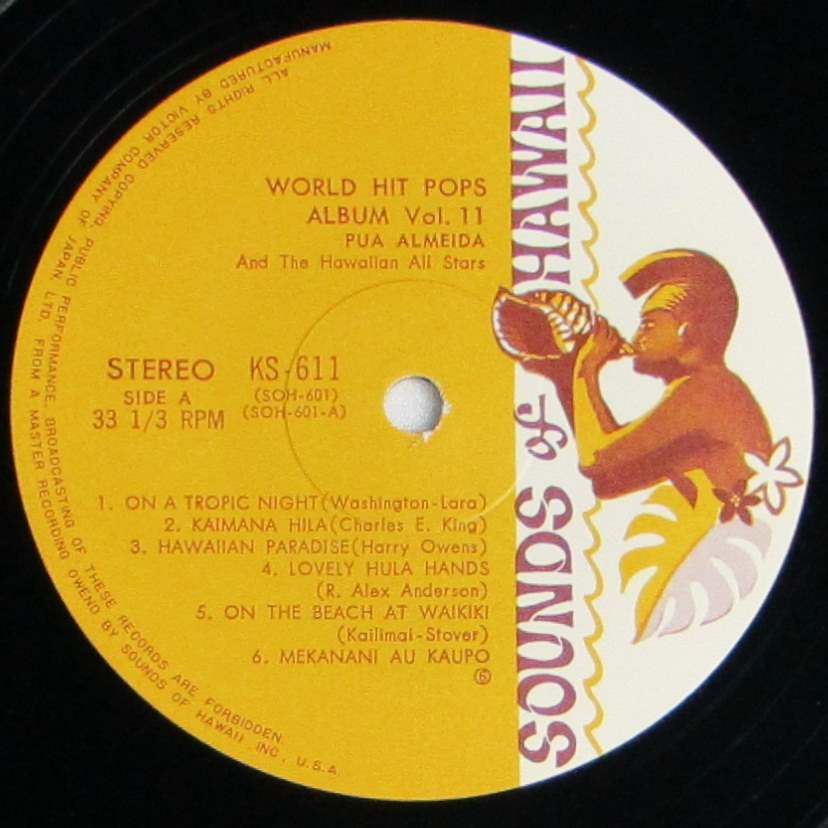 WORLD HIT POPS
ALBUM Vol. 11
PUA ALMEIDA
And The Hawaiian All Stars
STEREO KS-611
SIDE A (SOH-601)
33 1/3 RPM (SOH-601-A)
1. ON A TROPIC NIGHT (Washington-Lara)
2. KAIMANA HILA (Charles E. King)
3. HAWAIIAN PARADISE (Harry Owens)
4. LOVELY HULA HANDS
(R. Alex Anderson)
5. ON THE BEACH AT WAIKIKI
(Kailimai-Stover)
6. MEKANANI AU KAUPO
6
SOUNDS of HAWAII
ALL RIGHTS RESERVED COPYING, PUBLIC PERFORMANCE, BROADCASTING OF THESE RECORDS ARE FORBIDDEN.
MANUFACTURED BY VICTOR COMPANY OF JAPAN, LTD. FROM A MASTER RECORDING OWEND BY SOUNDS OF HAWAII INC., U.S.A.